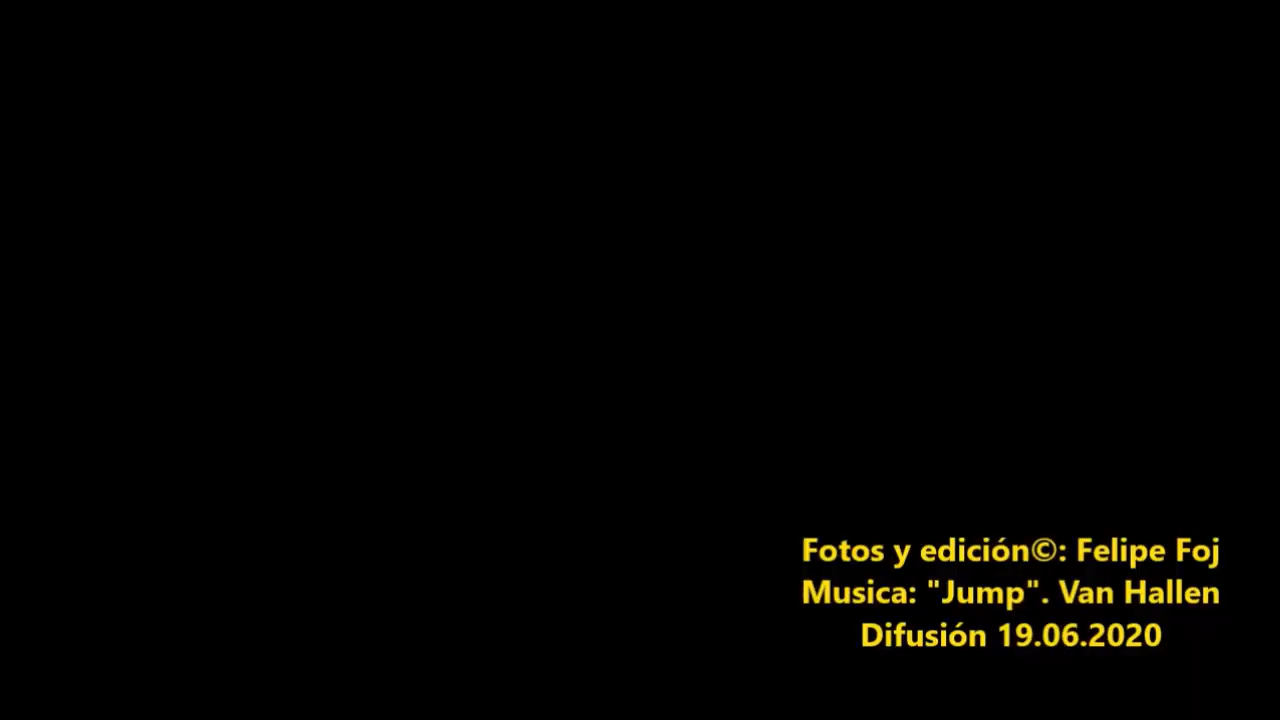 Fotos y edición©: Felipe Foj
Musica: "Jump". Van Hallen
Difusión 19.06.2020